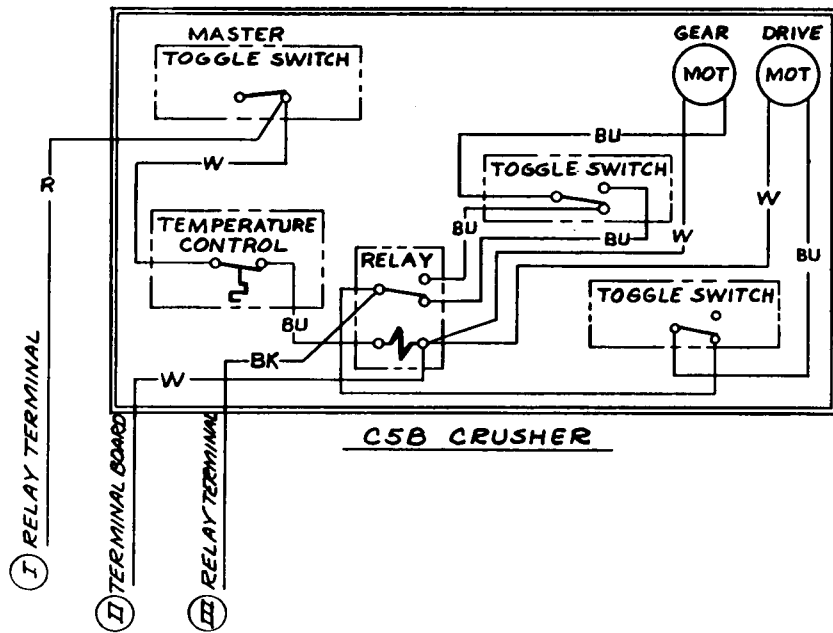 MASTER
TOGGLE SWITCH
GEAR
DRIVE
MOT
MOT
BU
TOGGLE SWITCH
R
W
W
BU
TEMPERATURE
CONTROL
BU
BU
W
RELAY
TOGGLE SWITCH
BU
BK
W
C5B CRUSHER
I RELAY TERMINAL
II TERMINAL BOARD
III RELAY TERMINAL